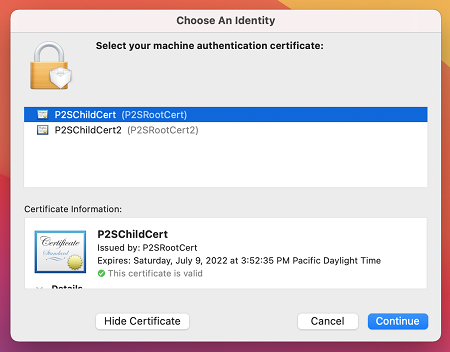 Choose An Identity
Select your machine authentication certificate:
P2SChildCert (P2SRootCert)
P2SChildCert2 (P2SRootCert2)
Certificate Information:
Certificate
Standard
P2SChildCert
Issued by: P2SRootCert
Expires: Saturday, July 9, 2022 at 3:52:35 PM Pacific Daylight Time
This certificate is valid
Details
Hide Certificate
Cancel
Continue